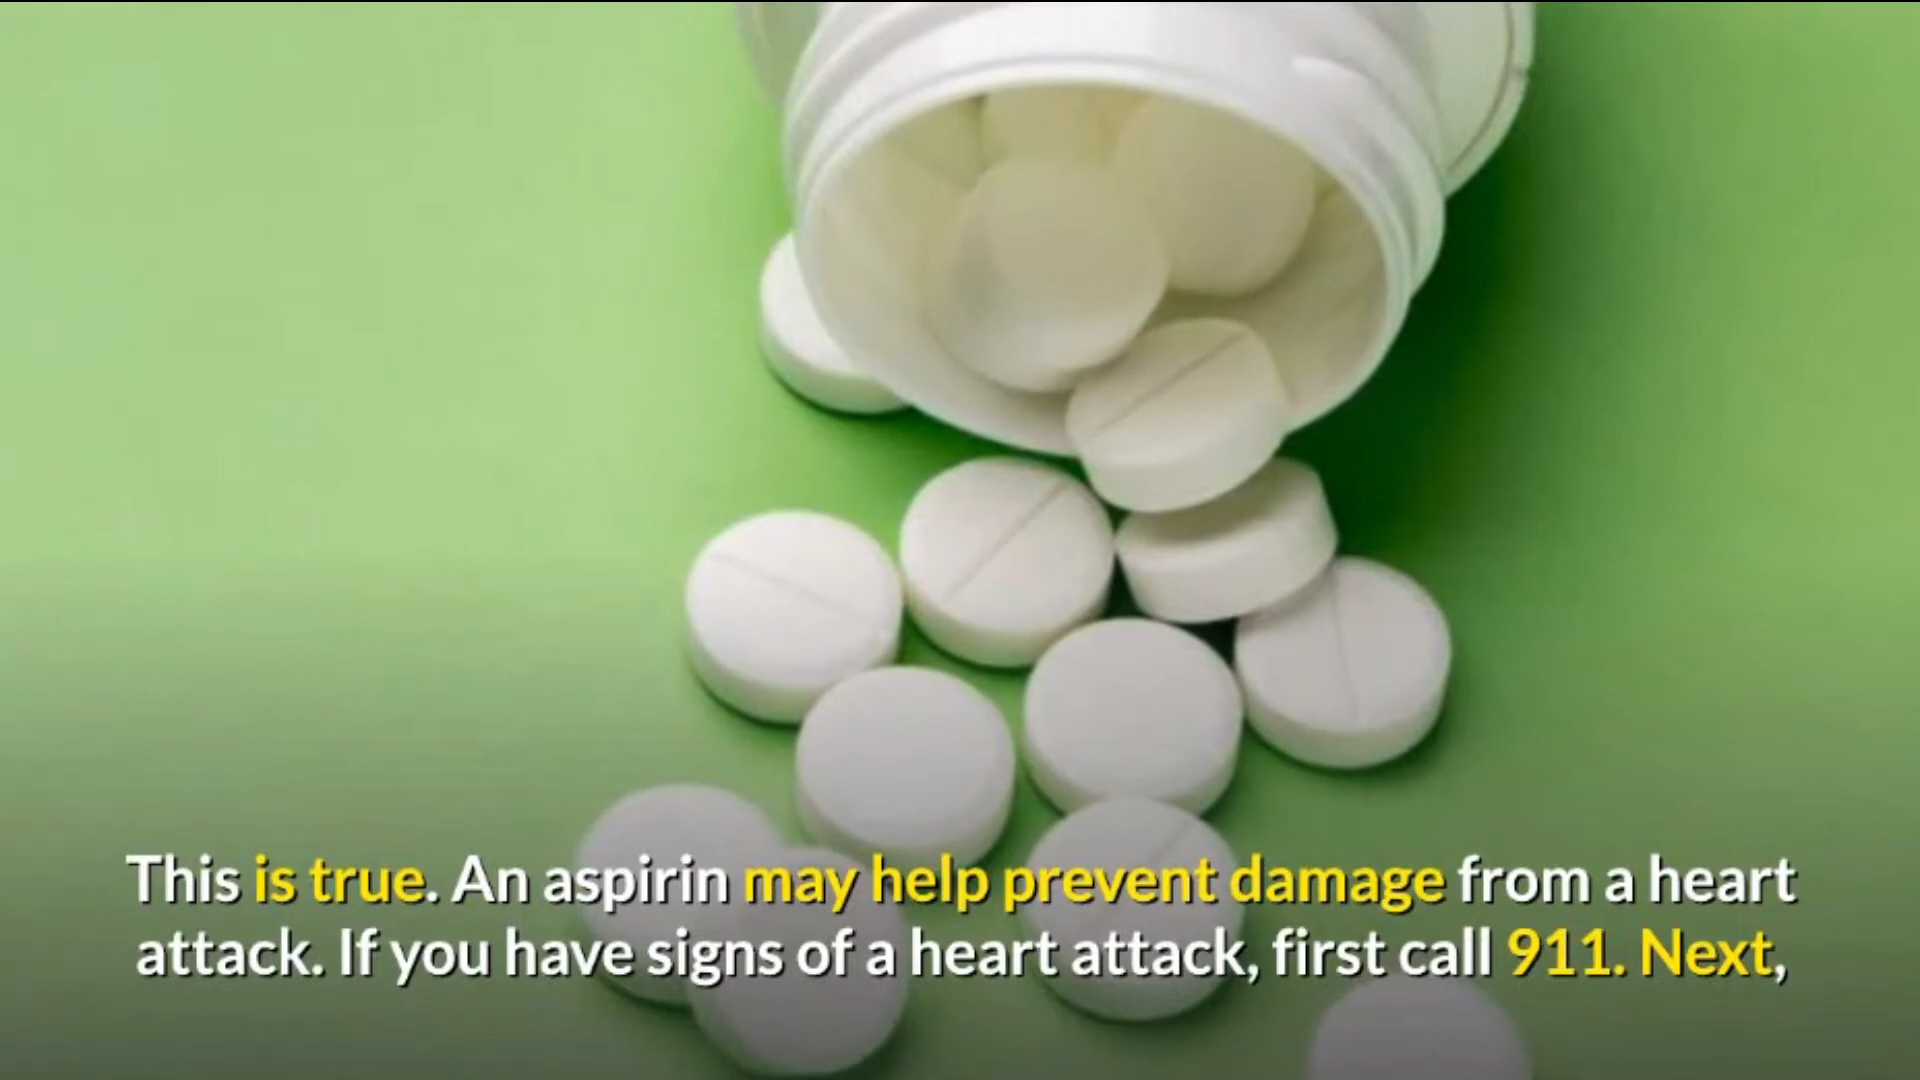 This is true. An aspirin may help prevent damage from a heart
attack. If you have signs of a heart attack, first call 911. Next,